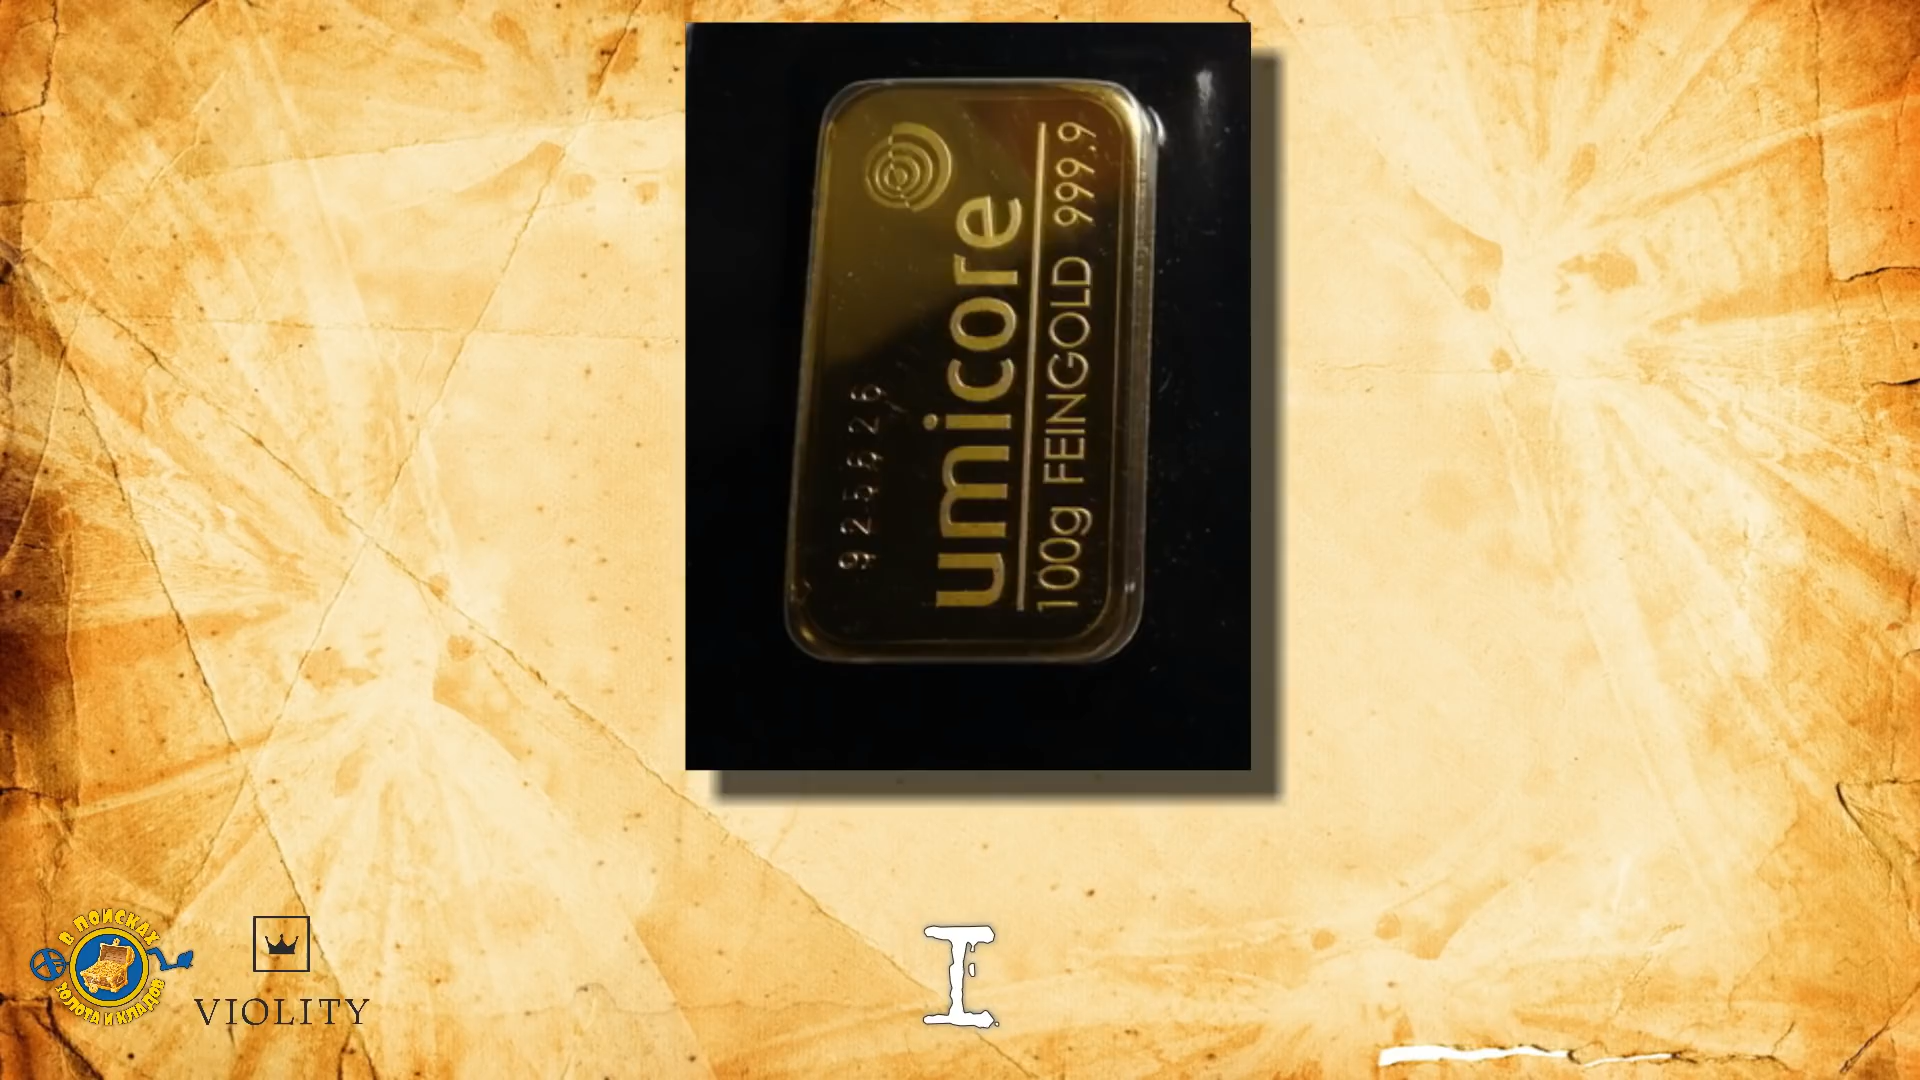 925526
umicore
100g FEINGOLD 999.9
В ПОИСКАХ
ЗОЛОТА И КЛАДОВ
VIOLITY
I